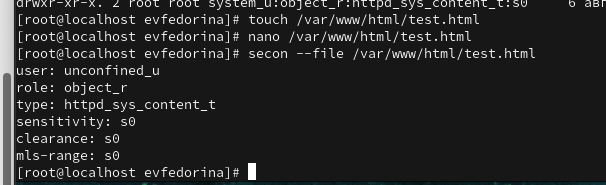 drwxr-xr-x. 2 root root system_u:object_r:httpd_sys_content_t:s0     6 авг
[root@localhost evfedorina]# touch /var/www/html/test.html
[root@localhost evfedorina]# nano /var/www/html/test.html
[root@localhost evfedorina]# secon --file /var/www/html/test.html
user: unconfined_u
role: object_r
type: httpd_sys_content_t
sensitivity: s0
clearance: s0
mls-range: s0
[root@localhost evfedorina]#